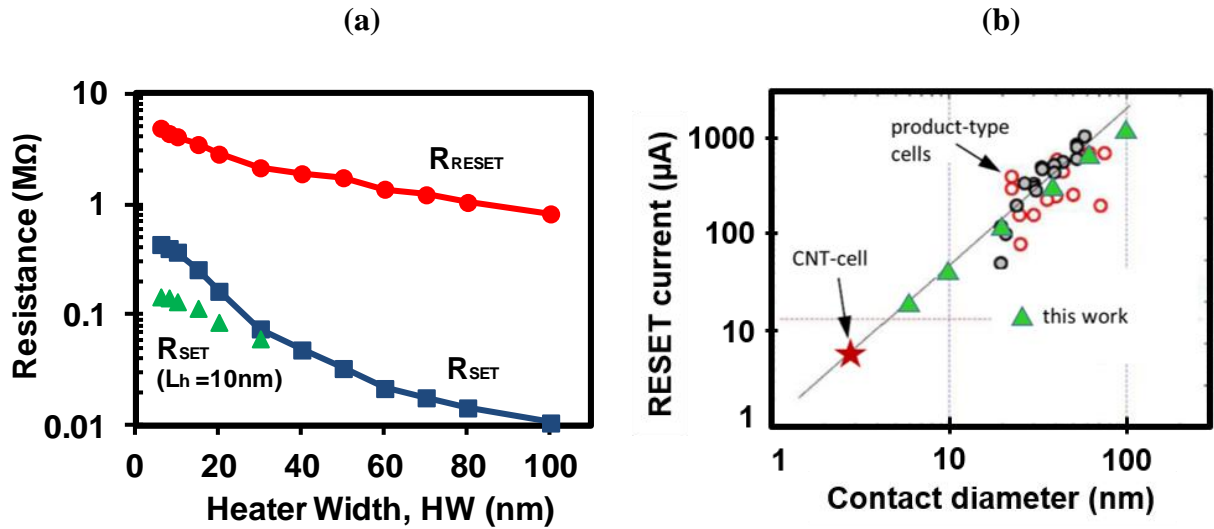 (a)
Resistance (MΩ)
10
1
0.1
0.01
0
20
40
60
80
100
Heater Width, HW (nm)
RRESET
RSET
RSET
(Lh =10nm)
(b)
RESET current (µA)
1000
100
10
1
1
10
100
Contact diameter (nm)
product-type
cells
CNT-cell
this work